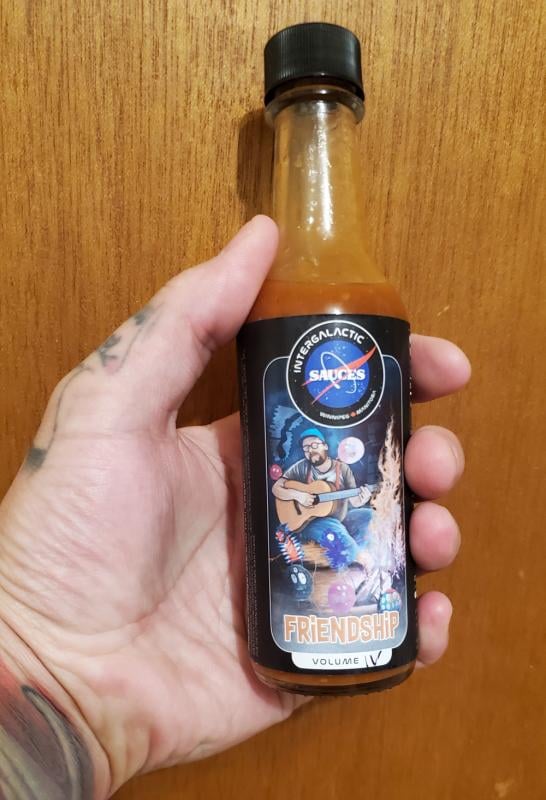 INTERGALACTIC
SAUCES
WINNIPEG MANITOBA
FRiENDSHiP
VOLUME IV